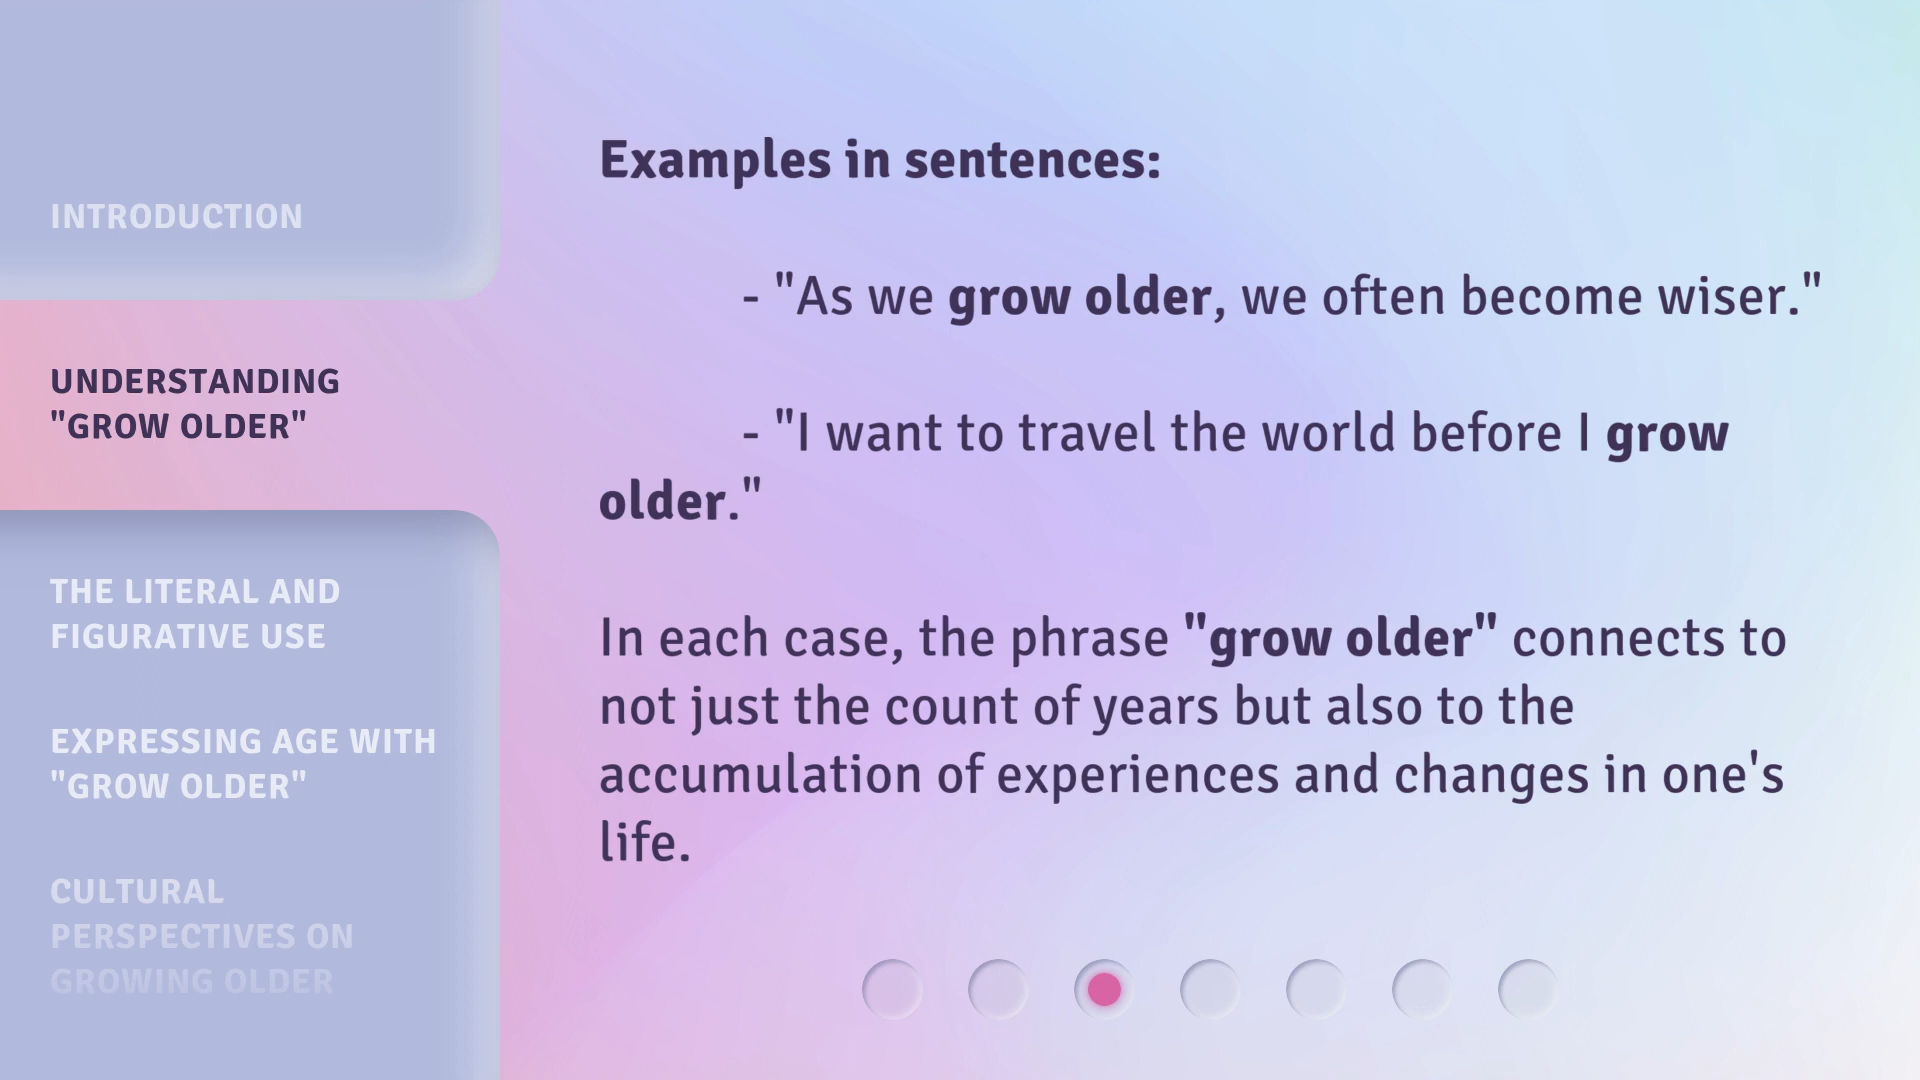 INTRODUCTION
UNDERSTANDING
"GROW OLDER"
THE LITERAL AND
FIGURATIVE USE
EXPRESSING AGE WITH
"GROW OLDER"
CULTURAL
PERSPECTIVES ON
GROWING OLDER
Examples in sentences:
- "As we grow older, we often become wiser."
- "I want to travel the world before I grow
older."
In each case, the phrase "grow older" connects to
not just the count of years but also to the
accumulation of experiences and changes in one's
life.